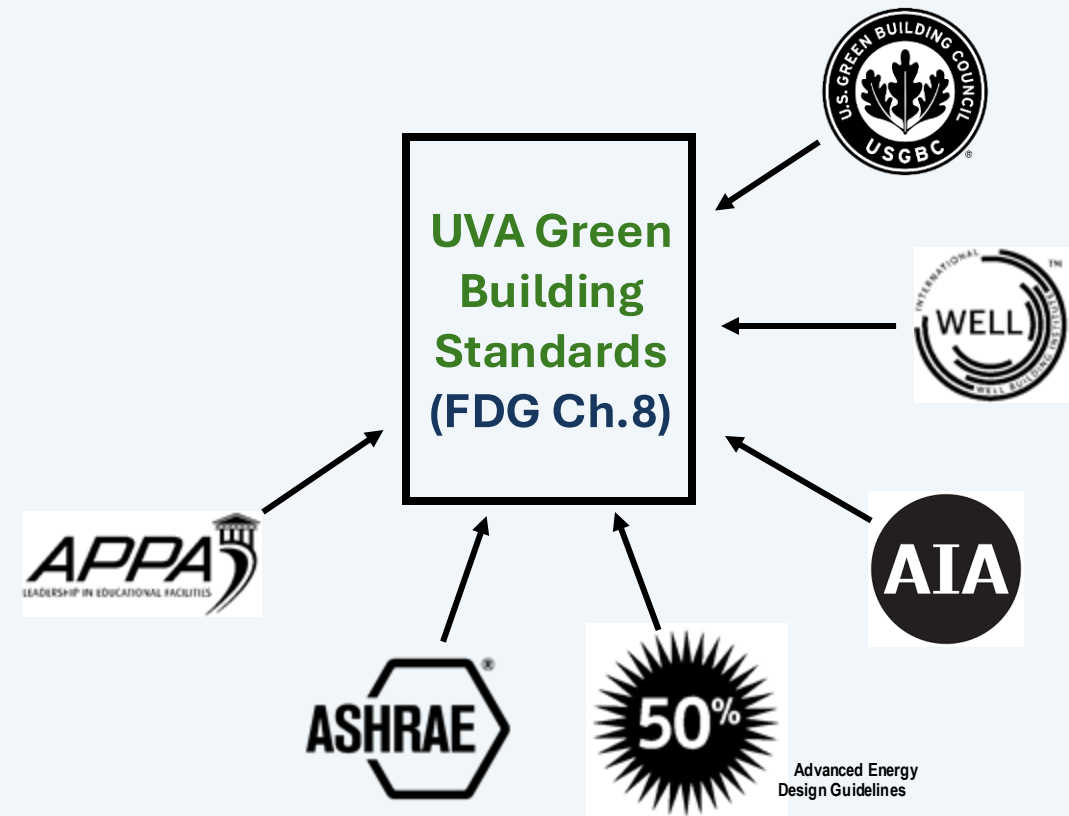 U.S. GREEN BUILDING COUNCIL
USGBC
®
UVA Green
Building
Standards
(FDG Ch.8)
INTERNATIONAL
WELL BUILDING INSTITUTE
TM
WELL
APPA
LEADERSHIP IN EDUCATIONAL FACILITIES
AIA
ASHRAE
®
50%
Advanced Energy
Design Guidelines